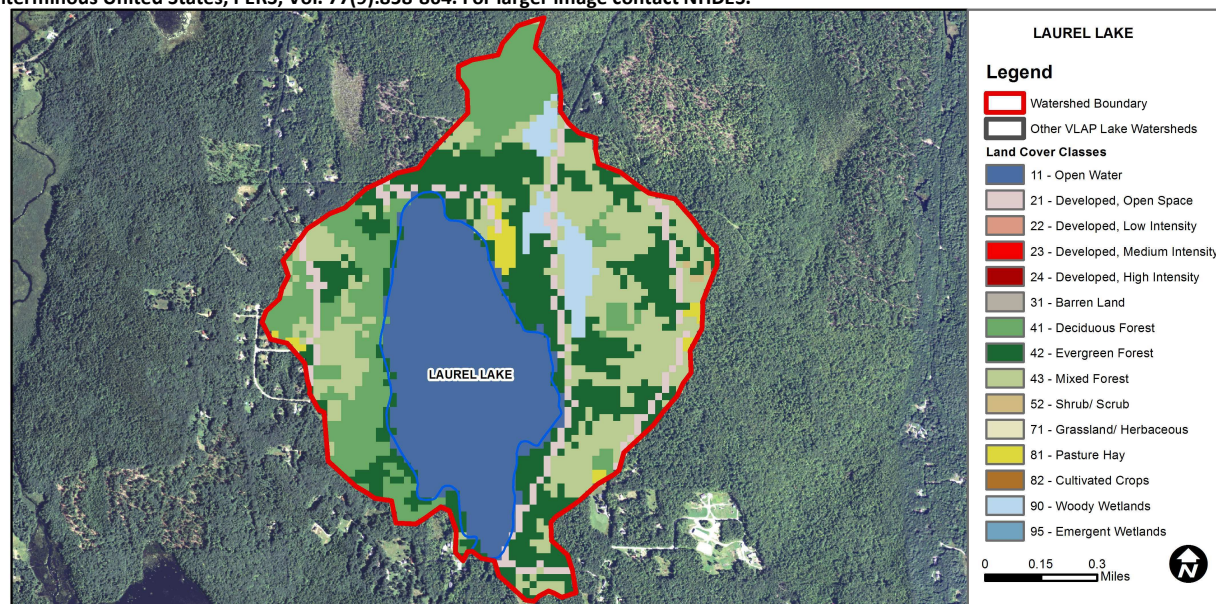 LAUREL LAKE
LAUREL LAKE
Legend
Watershed Boundary
Other VLAP Lake Watersheds
Land Cover Classes
11 - Open Water
21 - Developed, Open Space
22 - Developed, Low Intensity
23 - Developed, Medium Intensity
24 - Developed, High Intensity
31 - Barren Land
41 - Deciduous Forest
42 - Evergreen Forest
43 - Mixed Forest
52 - Shrub/ Scrub
71 - Grassland/ Herbaceous
81 - Pasture Hay
82 - Cultivated Crops
90 - Woody Wetlands
95 - Emergent Wetlands
0 0.15 0.3
Miles
N